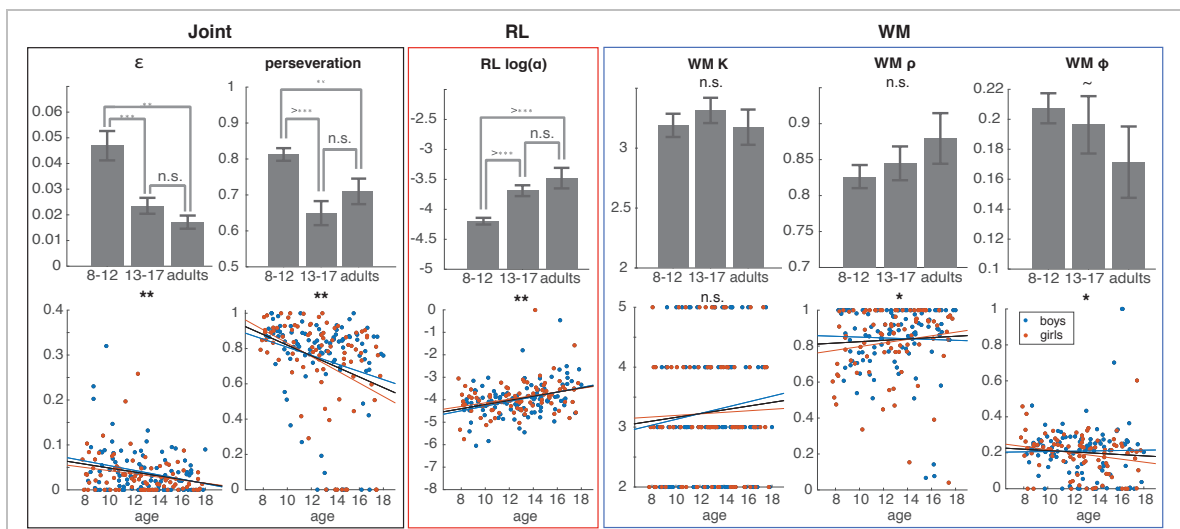 Joint RL WM
ε perseveration RL log(α) WM K WM ρ WM ϕ
n.s. n.s. ~
** ** >*** n.s. n.s.
*** >*** n.s. >***
n.s.
0.06 0.05 0.04 0.03 0.02 0.01 0
1 0.9 0.8 0.7 0.6 0.5
-2.5 -3 -3.5 -4 -4.5 -5
3 2.5 2
0.9 0.85 0.8 0.75 0.7
0.22 0.2 0.18 0.16 0.14 0.12 0.1
8-12 13-17 adults 8-12 13-17 adults 8-12 13-17 adults 8-12 13-17 adults 8-12 13-17 adults 8-12 13-17 adults
** ** ** n.s. * *
0.4 0.3 0.2 0.1 0
1 0.8 0.6 0.4 0.2 0
0 -1 -2 -3 -4 -5 -6 -7 -8
5 4 3 2
1 0.8 0.6 0.4 0.2 0
1 0.8 0.6 0.4 0.2 0
boys
girls
8 10 12 14 16 18 8 10 12 14 16 18 8 10 12 14 16 18 8 10 12 14 16 18 8 10 12 14 16 18 8 10 12 14 16 18
age age age age age age